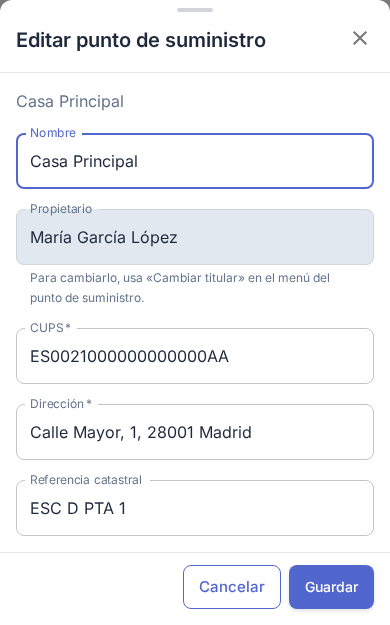 Editar punto de suministro
Casa Principal
Nombre
Casa Principal
Propietario
María García López
Para cambiarlo, usa «Cambiar titular» en el menú del
punto de suministro.
CUPS *
ES0021000000000000AA
Dirección *
Calle Mayor, 1, 28001 Madrid
Referencia catastral
ESC D PTA 1
Cancelar
Guardar